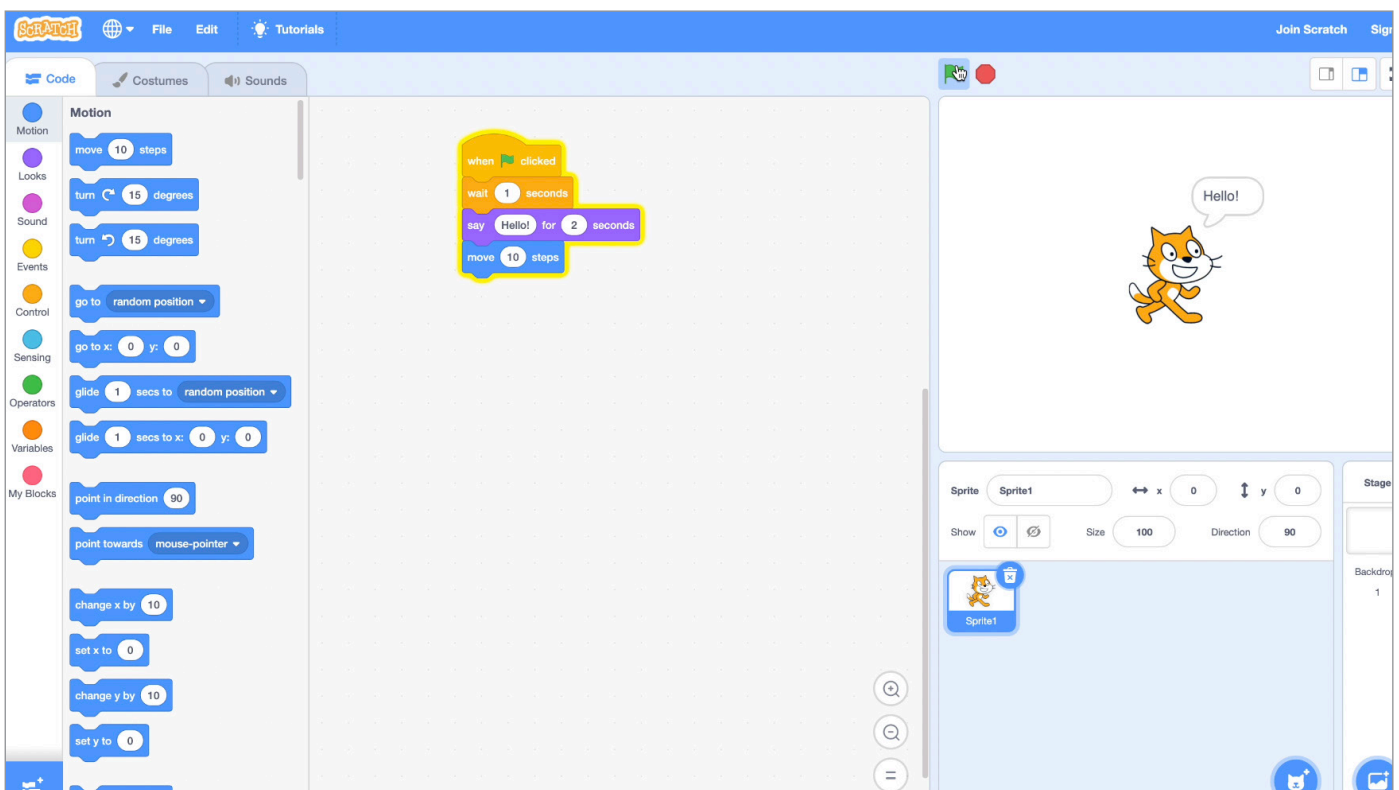 SCRATCH File Edit Tutorials Join Scratch
Code Costumes Sounds
Motion
Looks
Sound
Events
Control
Sensing
Operators
Variables
My Blocks
Motion
move 10 steps
turn 15 degrees
turn 15 degrees
go to random position
go to x: 0 y: 0
glide 1 secs to random position
glide 1 secs to x: 0 y: 0
point in direction 90
point towards mouse-pointer
change x by 10
set x to 0
change y by 10
set y to 0
when clicked
wait 1 seconds
say Hello! for 2 seconds
move 10 steps
Hello!
Sprite Sprite1 x 0 y 0
Show Size 100 Direction 90
Sprite1
Stage
1